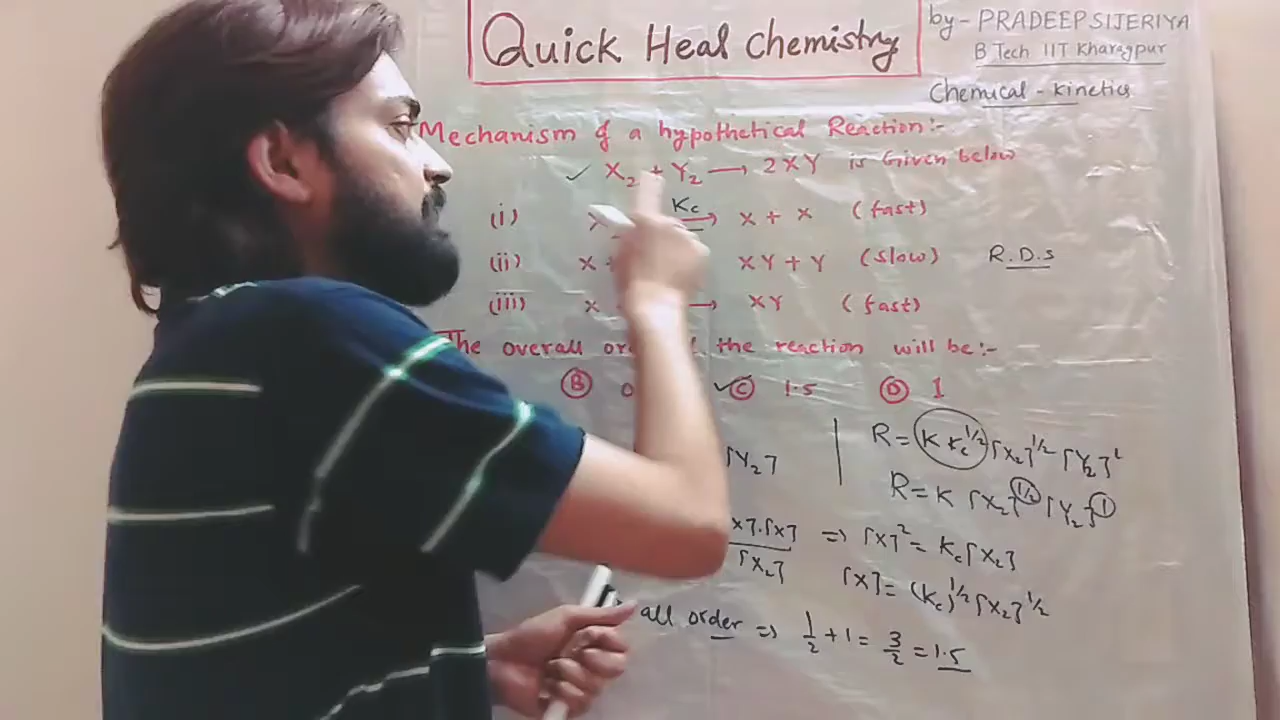 Quick Heal Chemistry
by- PRADEEP SIJERIYA
B Tech IIT Kharagpur
Chemical - Kinetics
Mechanism of a hypothetical Reaction:-
✓ X₂ + Y₂ ⟶ 2XY is Given below
(i) Kc X + X (fast)
(ii) X + XY + Y (slow) R.D.S
(iii) X ⟶ XY (fast)
The overall the reaction will be:-
Ⓑ 0 ✓Ⓒ 1.5 Ⓓ 1
R = K Kc^1/2 [X₂]^1/2 [Y₂]
[Y₂]
R = K [X₂]^1/2 [Y₂]^1
[X].[X] / [X₂] ⇒ [X]² = Kc[X₂]
[X] = (Kc)^1/2 [X₂]^1/2
all order ⇒ 1/2 + 1 = 3/2 = 1.5